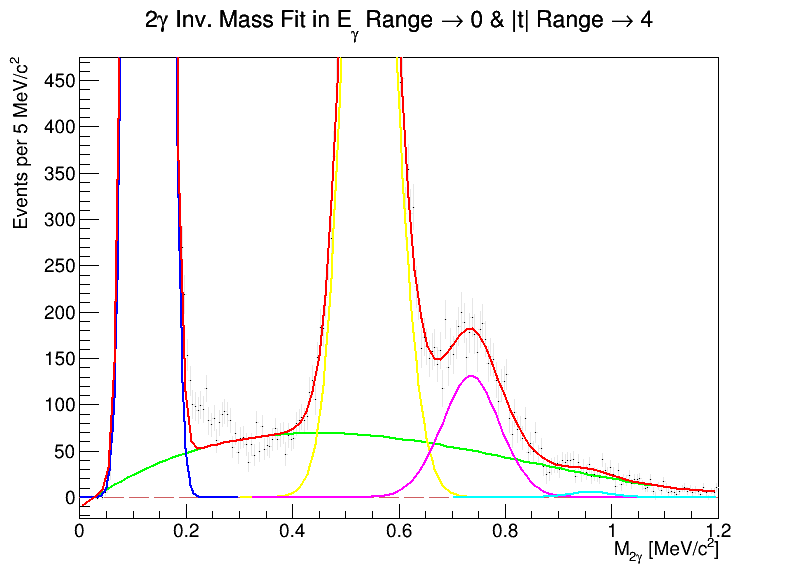 2γ Inv. Mass Fit in Eγ Range → 0 & |t| Range → 4
Events per 5 MeV/c²
450
400
350
300
250
200
150
100
50
0
0 0.2 0.4 0.6 0.8 1 1.2
M2γ [MeV/c²]